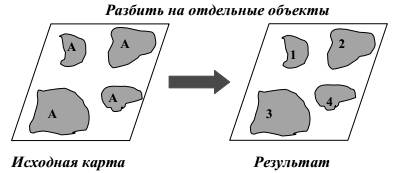 Разбить на отдельные объекты
A A 1 2
A A 3 4
Исходная карта Результат